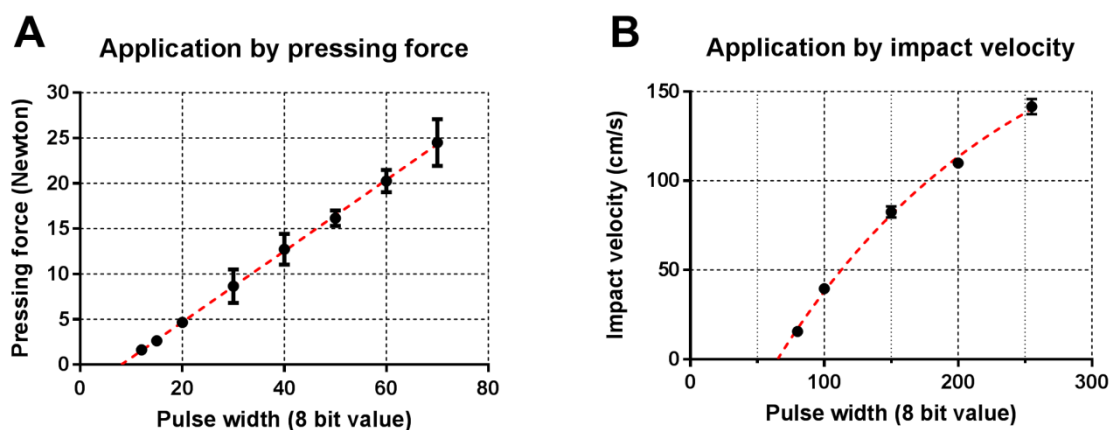 A
Application by pressing force
Pressing force (Newton)
30
25
20
15
10
5
0
0 20 40 60 80
Pulse width (8 bit value)
B
Application by impact velocity
Impact velocity (cm/s)
150
100
50
0
0 100 200 300
Pulse width (8 bit value)